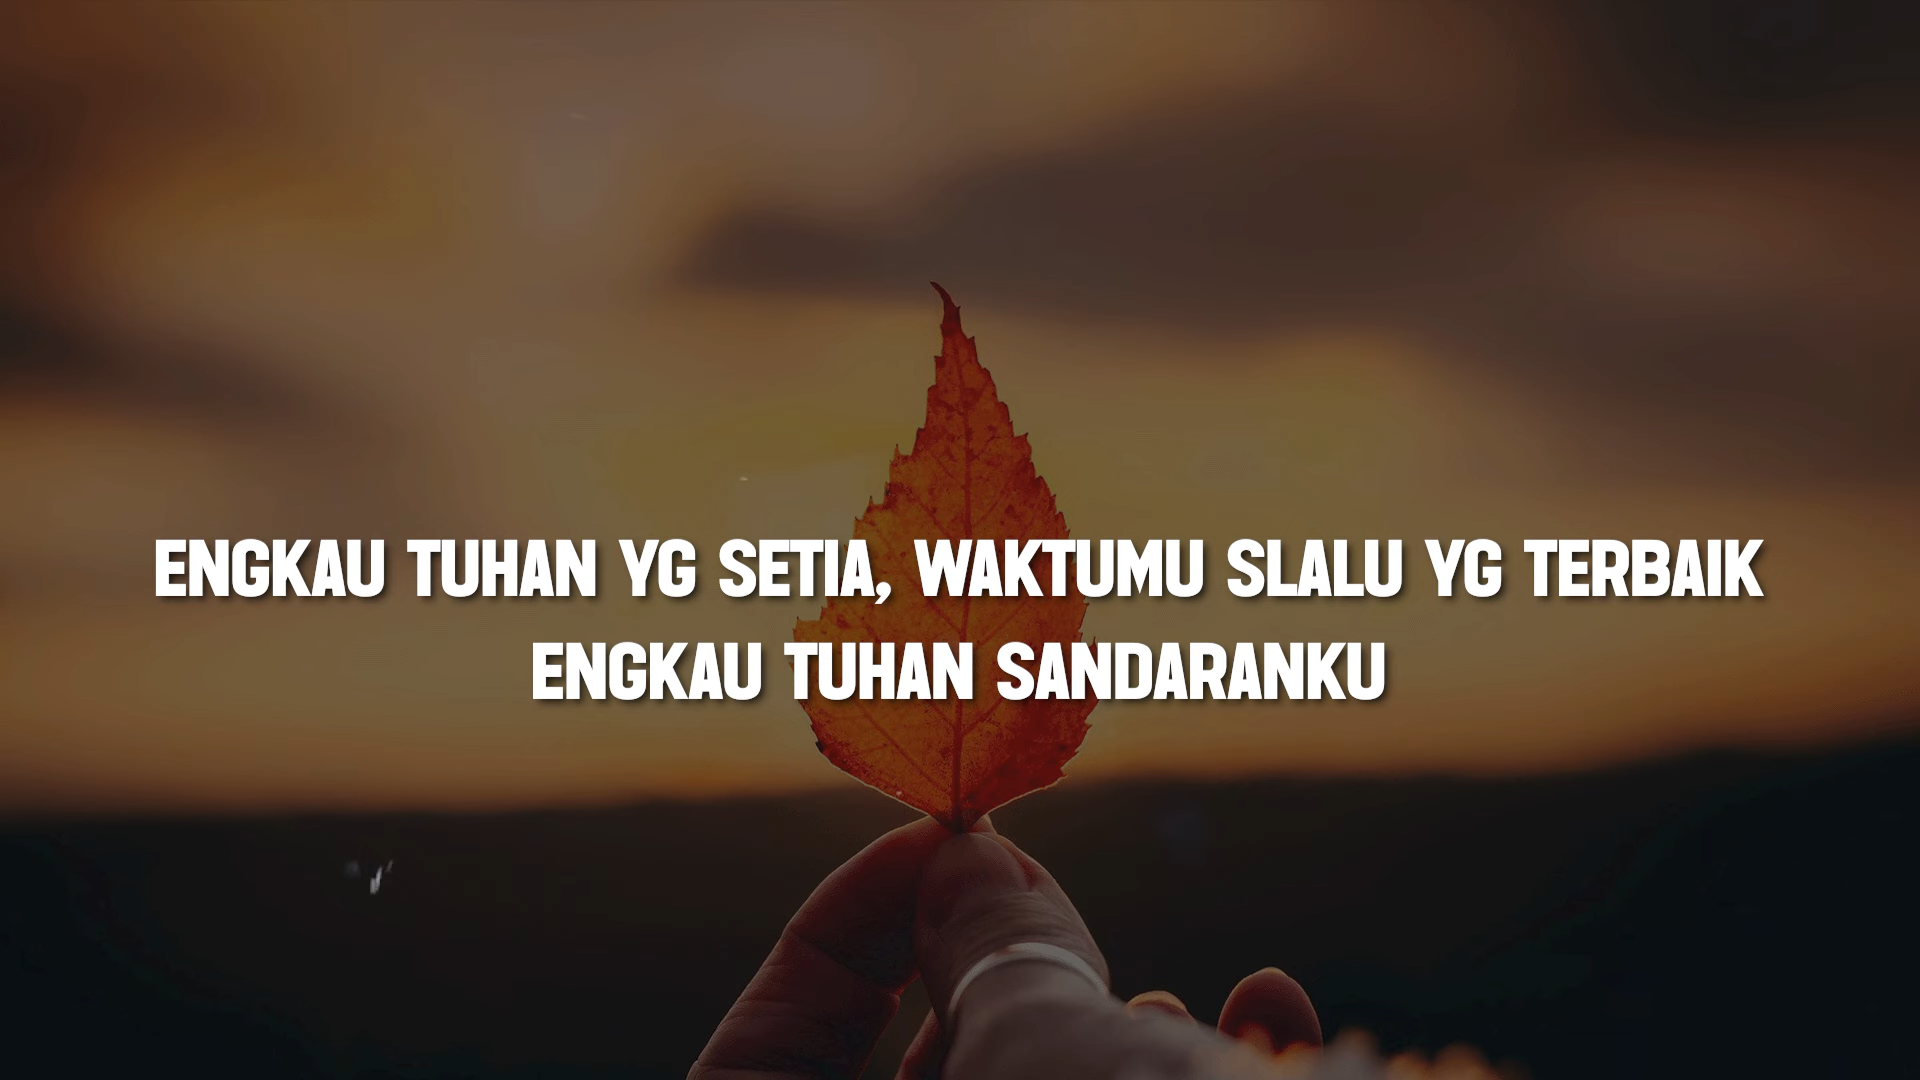 ENGKAU TUHAN YG SETIA, WAKTUMU SLALU YG TERBAIK
ENGKAU TUHAN SANDARANKU